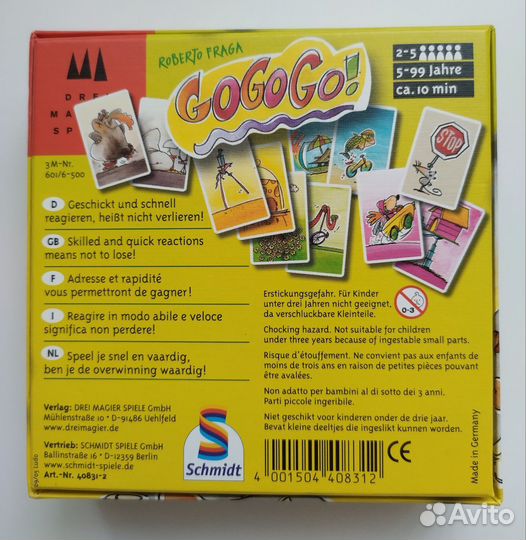 ROBERTO FRAGA
GOGOGO!
2-5
5-99 Jahre
ca. 10 min
DREI
MA
SP
STOP
3M-Nr.
601/6-500
D Geschickt und schnell
reagieren, heißt nicht verlieren!
GB Skilled and quick reactions
means not to lose!
F Adresse et rapidité
vous permettront de gagner!
I Reagire in modo abile e veloce
significa non perdere!
NL Speel je snel en vaardig,
ben je de overwinning waardig!
Erstickungsgefahr. Für Kinder
unter drei Jahren nicht geeignet,
da verschluckbare Kleinteile.
0-3
Chocking hazard. Not suitable for children
under three years because of ingestable small parts.
Risque d'étouffement. Ne convient pas aux enfants de
moins de trois ans en raison de petites pièces pouvant
être avalées.
Non adatto per bambini al di sotto dei 3 anni.
Parti piccole ingeribile.
Niet geschikt voor kinderen onder de drie jaar.
Bevat kleine deeltjes die ingeslikt kunnen worden.
Verlag: DREI MAGIER SPIELE GmbH
Mühlenstraße 10 • D-91486 Uehlfeld
www.dreimagier.de
Vertrieb: SCHMIDT SPIELE GmbH
Ballinstraße 16 • D-12359 Berlin
www.schmidt-spiele.de
Art.-Nr. 40831-2
Schmidt
4 001504 408312
CE
Made in Germany
Avito